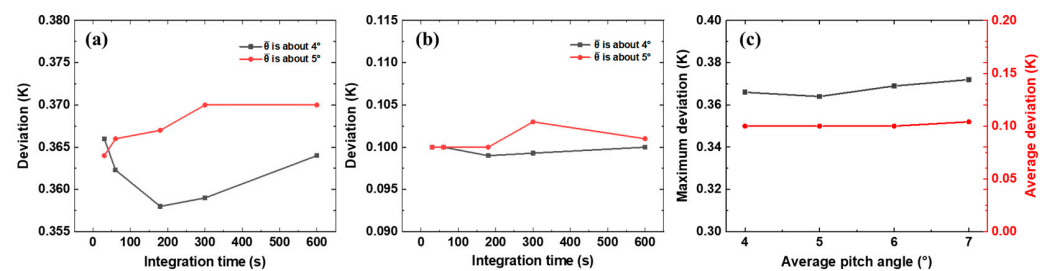 (a)
θ̄ is about 4°
θ̄ is about 5°
Deviation (K)
0.380
0.375
0.370
0.365
0.360
0.355
0 100 200 300 400 500 600
Integration time (s)
(b)
θ̄ is about 4°
θ̄ is about 5°
Deviation (K)
0.115
0.110
0.105
0.100
0.095
0.090
0 100 200 300 400 500 600
Integration time (s)
(c)
Maximum deviation (K)
0.40
0.38
0.36
0.34
0.32
0.30
4 5 6 7
Average pitch angle (°)
0.20
0.15
0.10
0.05
0.00
Average deviation (K)